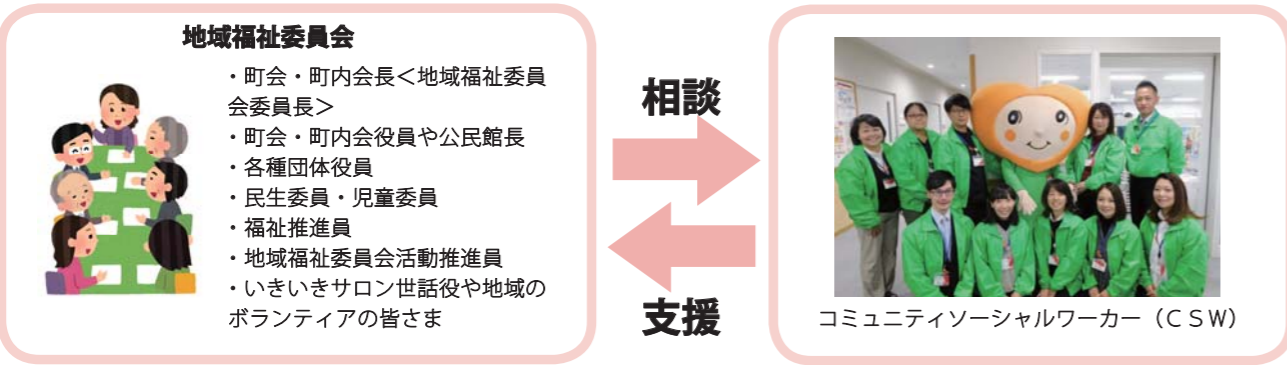 地域福祉委員会
・町会・町内会長＜地域福祉委員
会委員長＞
・町会・町内会役員や公民館長
・各種団体役員
・民生委員・児童委員
・福祉推進員
・地域福祉委員会活動推進員
・いきいきサロン世話役や地域の
ボランティアの皆さま
相談
支援
コミュニティソーシャルワーカー（ＣＳＷ）